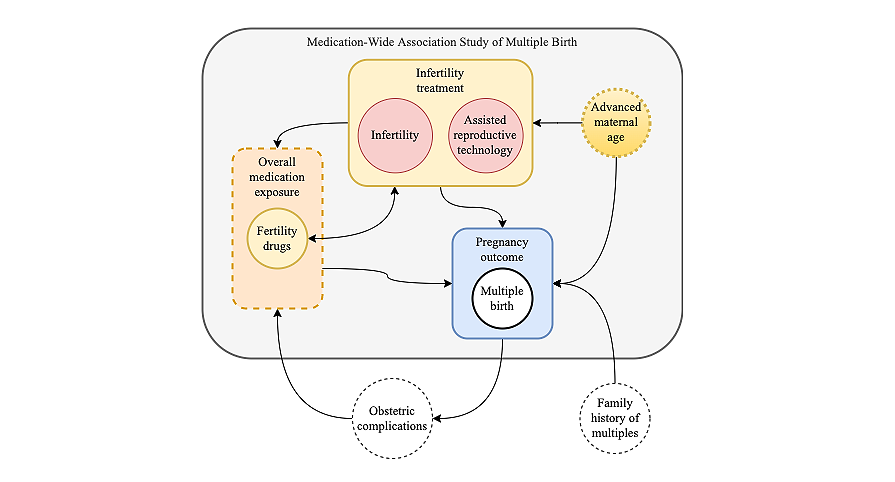 Medication-Wide Association Study of Multiple Birth
Infertility
treatment
Infertility
Assisted
reproductive
technology
Advanced
maternal
age
Overall
medication
exposure
Fertility
drugs
Pregnancy
outcome
Multiple
birth
Obstetric
complications
Family
history of
multiples